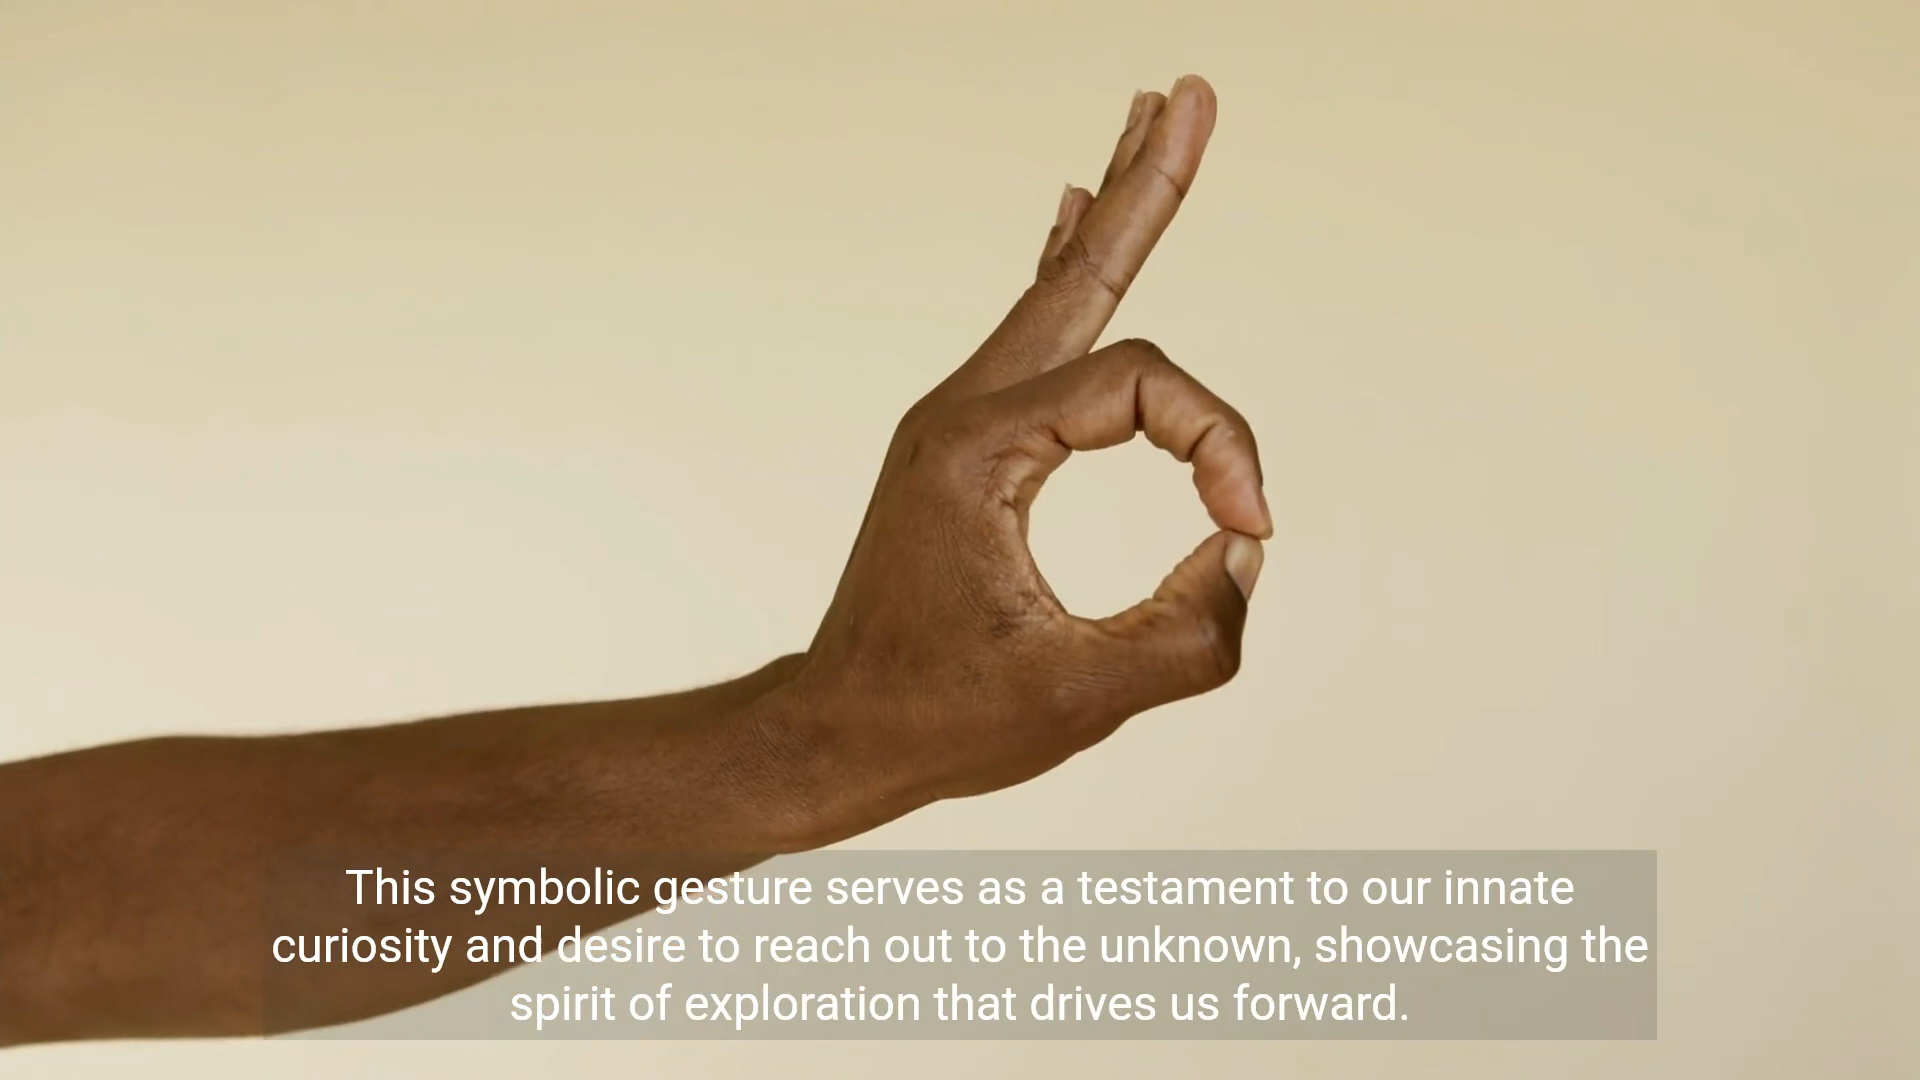 This symbolic gesture serves as a testament to our innate
curiosity and desire to reach out to the unknown, showcasing the
spirit of exploration that drives us forward.